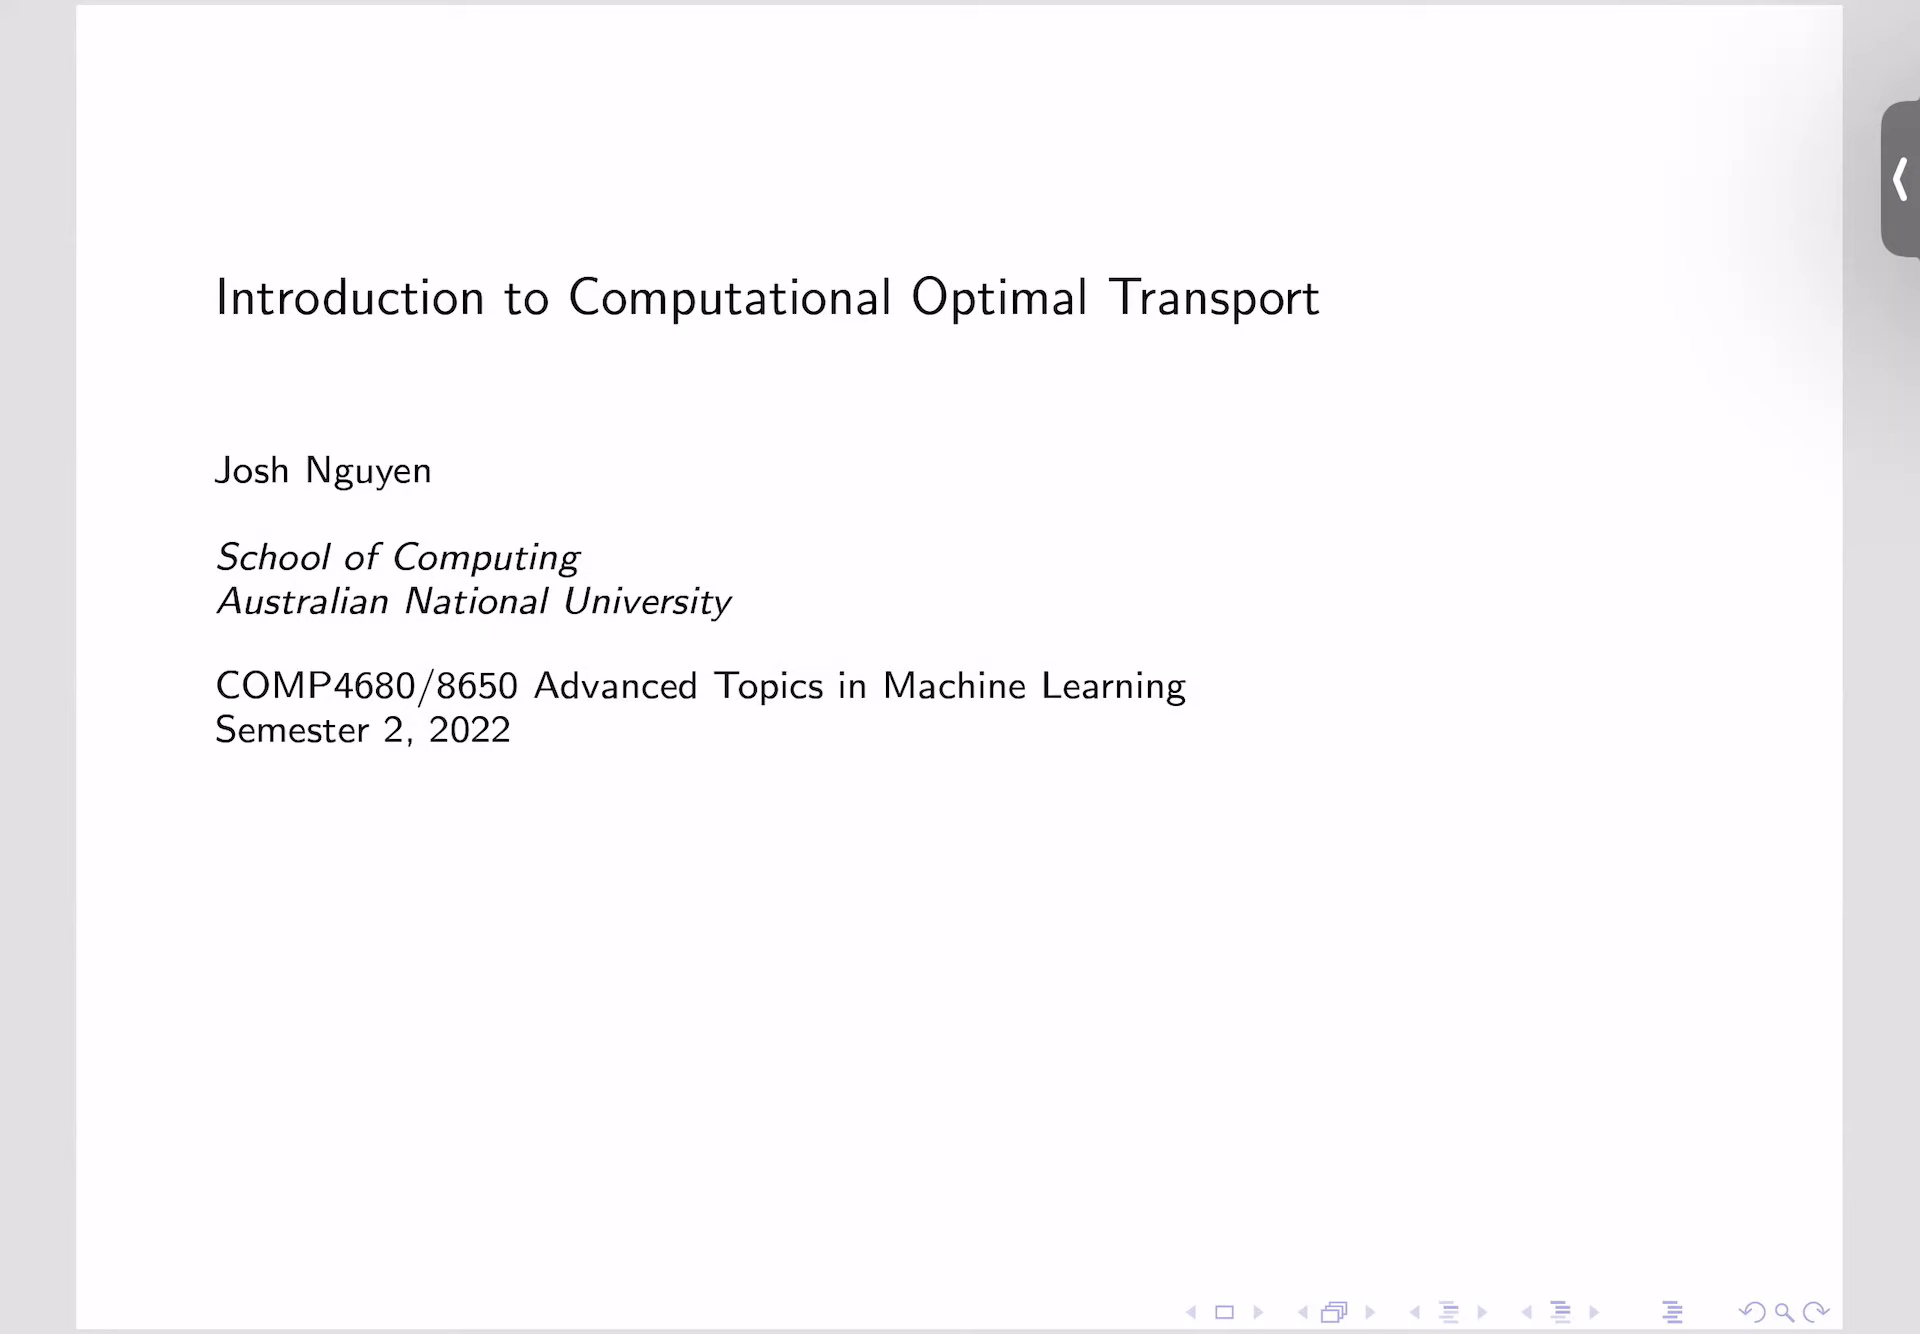 Introduction to Computational Optimal Transport
Josh Nguyen
School of Computing
Australian National University
COMP4680/8650 Advanced Topics in Machine Learning
Semester 2, 2022